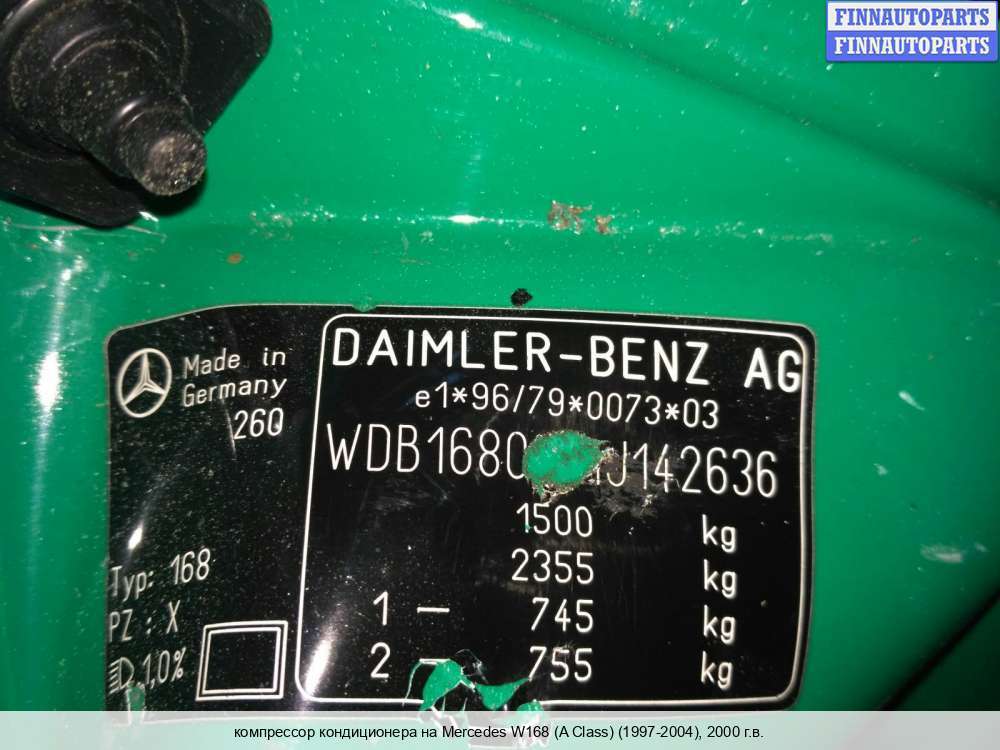 FINNAUTOPARTS
FINNAUTOPARTS
Made in
Germany
260
DAIMLER-BENZ AG
e1*96/79*0073*03
WDB1680 J142636
1500 kg
2355 kg
1 - 745 kg
2 - 755 kg
Typ: 168
PZ : X
1,0%
компрессор кондиционера на Mercedes W168 (A Class) (1997-2004), 2000 г.в.